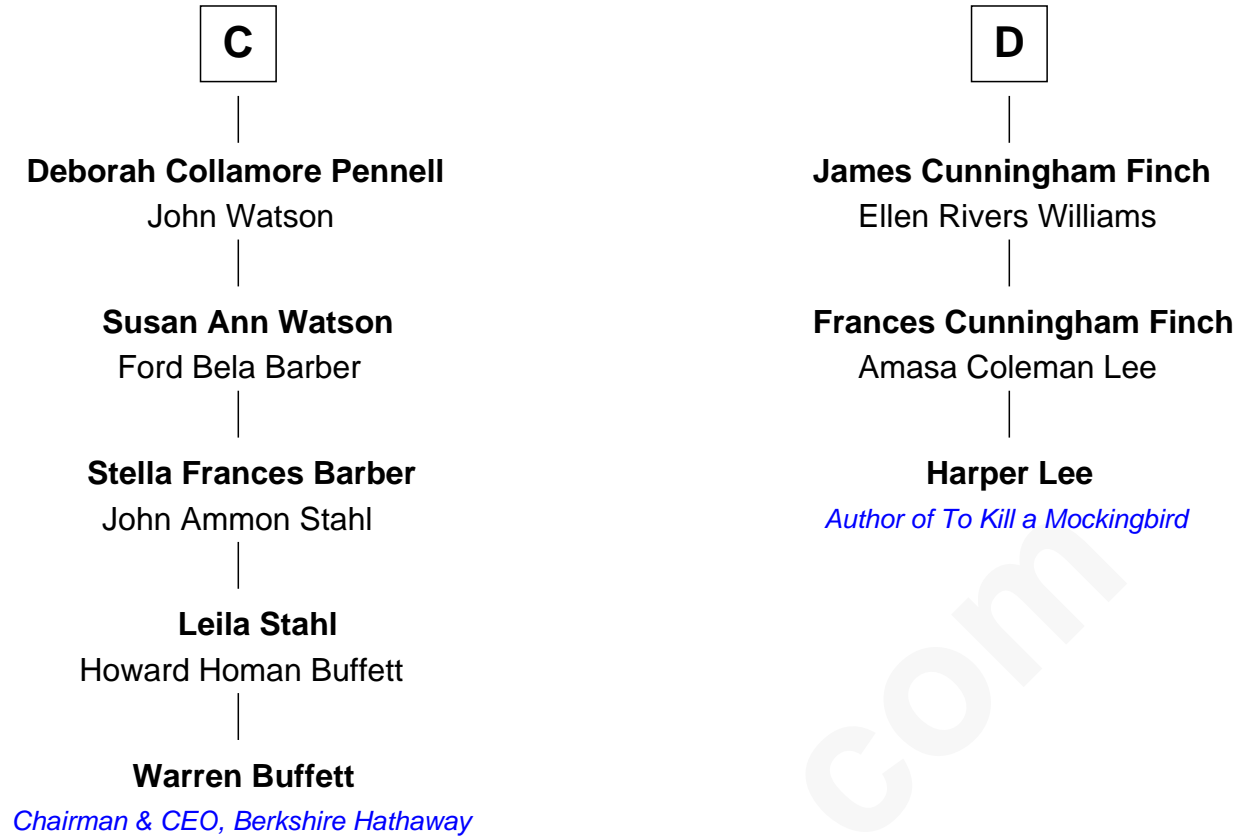 C
Deborah Collamore Pennell
John Watson
Susan Ann Watson
Ford Bela Barber
Stella Frances Barber
John Ammon Stahl
Leila Stahl
Howard Homan Buffett
Warren Buffett
Chairman & CEO, Berkshire Hathaway
D
James Cunningham Finch
Ellen Rivers Williams
Frances Cunningham Finch
Amasa Coleman Lee
Harper Lee
Author of To Kill a Mockingbird
com